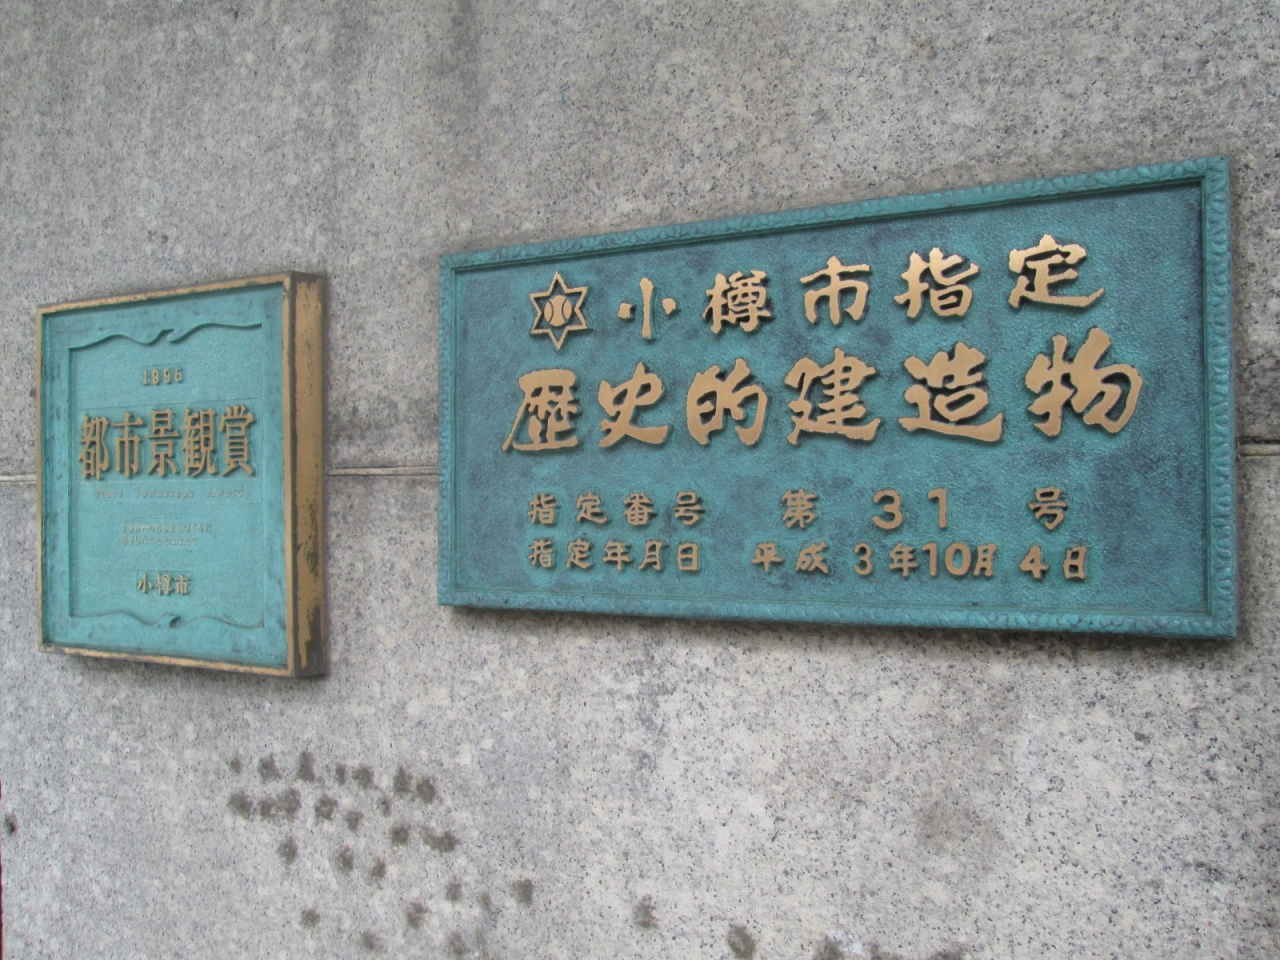 1996
都市景観賞
小樽市
小樽市指定
歴史的建造物
指定番号 第31号
指定年月日 平成3年10月4日